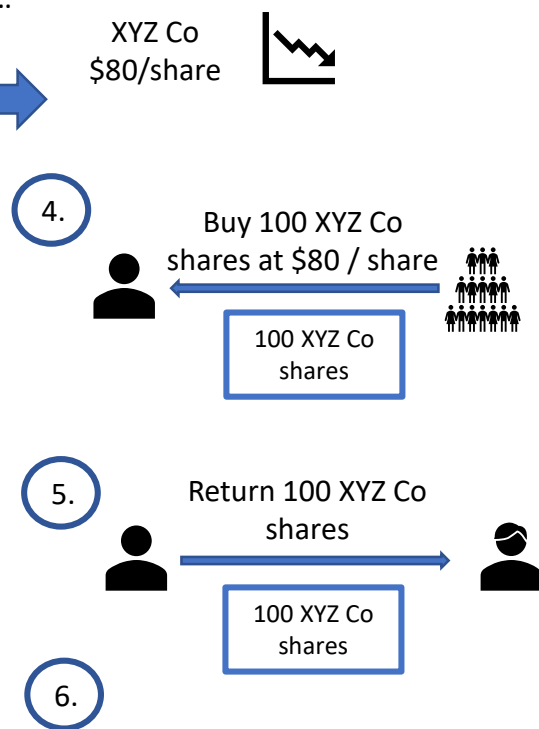 ..
XYZ Co
$80/share
4.
Buy 100 XYZ Co
shares at $80 / share
100 XYZ Co
shares
5.
Return 100 XYZ Co
shares
100 XYZ Co
shares
6.